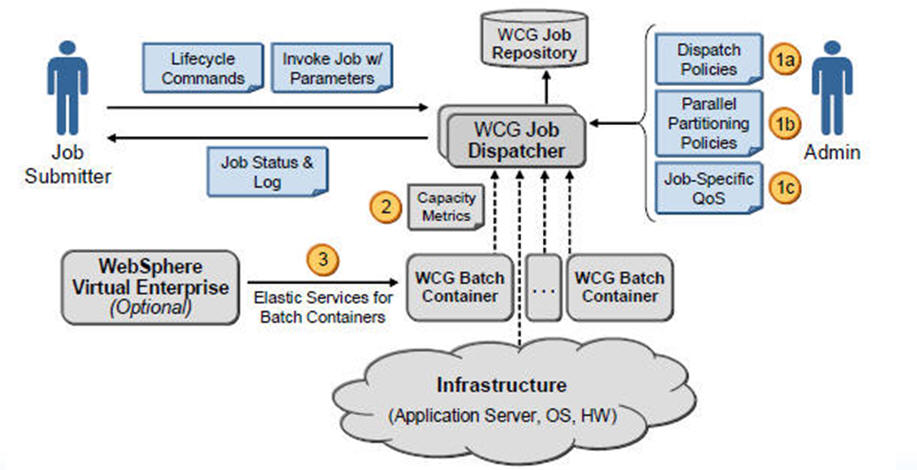 WCG Job
Repository
Lifecycle
Commands
Invoke Job w/
Parameters
Dispatch
Policies
1a
Parallel
Partitioning
Policies
1b
Job-Specific
QoS
1c
Admin
WCG Job
Dispatcher
Job
Submitter
Job Status &
Log
2
Capacity
Metrics
WebSphere
Virtual Enterprise
(Optional)
3
Elastic Services for
Batch Containers
WCG Batch
Container
...
WCG Batch
Container
Infrastructure
(Application Server, OS, HW)